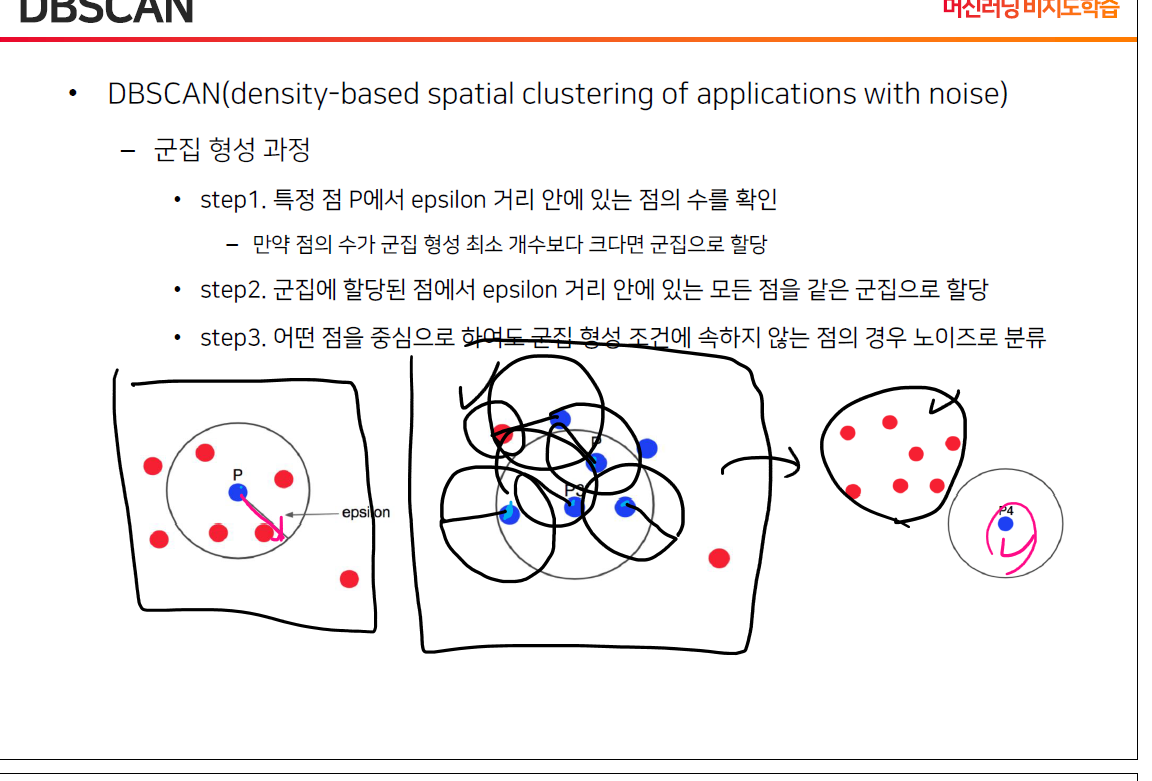 DBSCAN
머신러닝 비지도학습
• DBSCAN(density-based spatial clustering of applications with noise)
– 군집 형성 과정
• step1. 특정 점 P에서 epsilon 거리 안에 있는 점의 수를 확인
– 만약 점의 수가 군집 형성 최소 개수보다 크다면 군집으로 할당
• step2. 군집에 할당된 점에서 epsilon 거리 안에 있는 모든 점을 같은 군집으로 할당
• step3. 어떤 점을 중심으로 하여도 군집 형성 조건에 속하지 않는 점의 경우 노이즈로 분류
P
epsilon
P
P3
P4